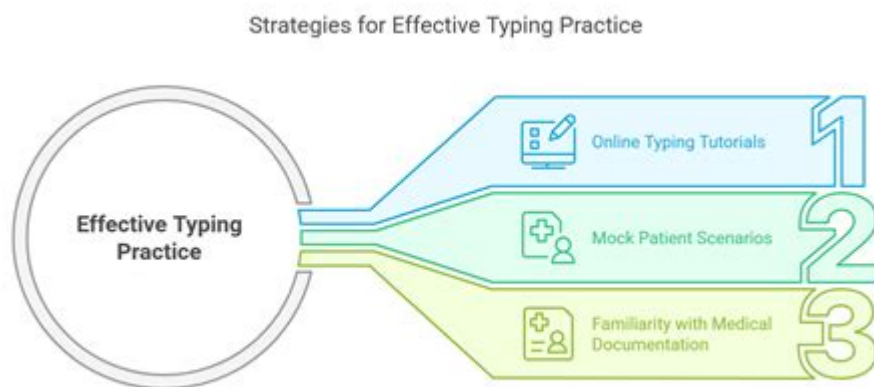 Strategies for Effective Typing Practice
Effective Typing
Practice
Online Typing Tutorials
1
Mock Patient Scenarios
2
Familiarity with Medical
Documentation
3